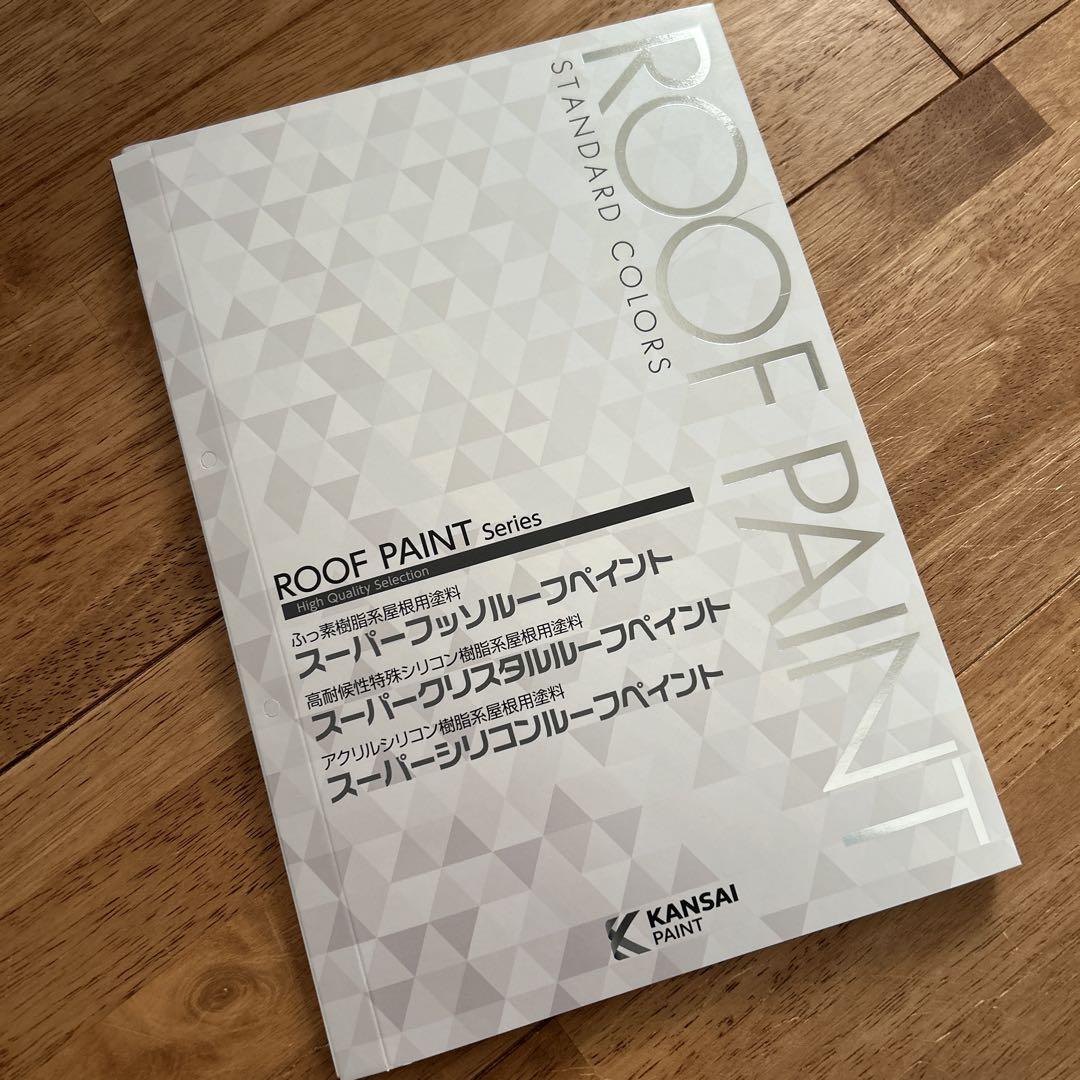 ROOF PAINT
STANDARD COLORS
ROOF PAINT Series
High Quality Selection
ふっ素樹脂系屋根用塗料
スーパーフッソルーフペイント
高耐候性特殊シリコン樹脂系屋根用塗料
スーパークリスタルルーフペイント
アクリルシリコン樹脂系屋根用塗料
スーパーシリコンルーフペイント
KANSAI
PAINT